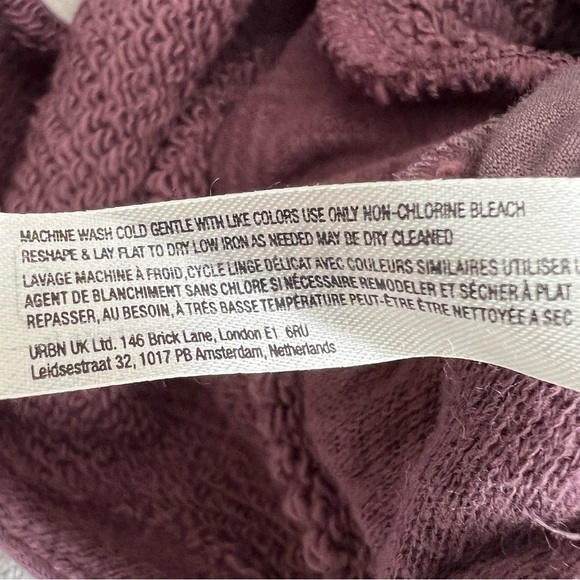 MACHINE WASH COLD GENTLE WITH LIKE COLORS USE ONLY NON-CHLORINE BLEACH
RESHAPE & LAY FLAT TO DRY LOW IRON AS NEEDED MAY BE DRY CLEANED
LAVAGE MACHINE À FROID, CYCLE LINGE DÉLICAT AVEC COULEURS SIMILAIRES UTILISER
AGENT DE BLANCHIMENT SANS CHLORE SI NÉCESSAIRE REMODELER ET SÉCHER À PLAT
REPASSER, AU BESOIN, À TRÈS BASSE TEMPÉRATURE PEUT-ÊTRE ÊTRE NETTOYÉE A SEC
URBN UK Ltd. 146 Brick Lane, London E1 6RU
Leidsestraat 32, 1017 PB Amsterdam, Netherlands